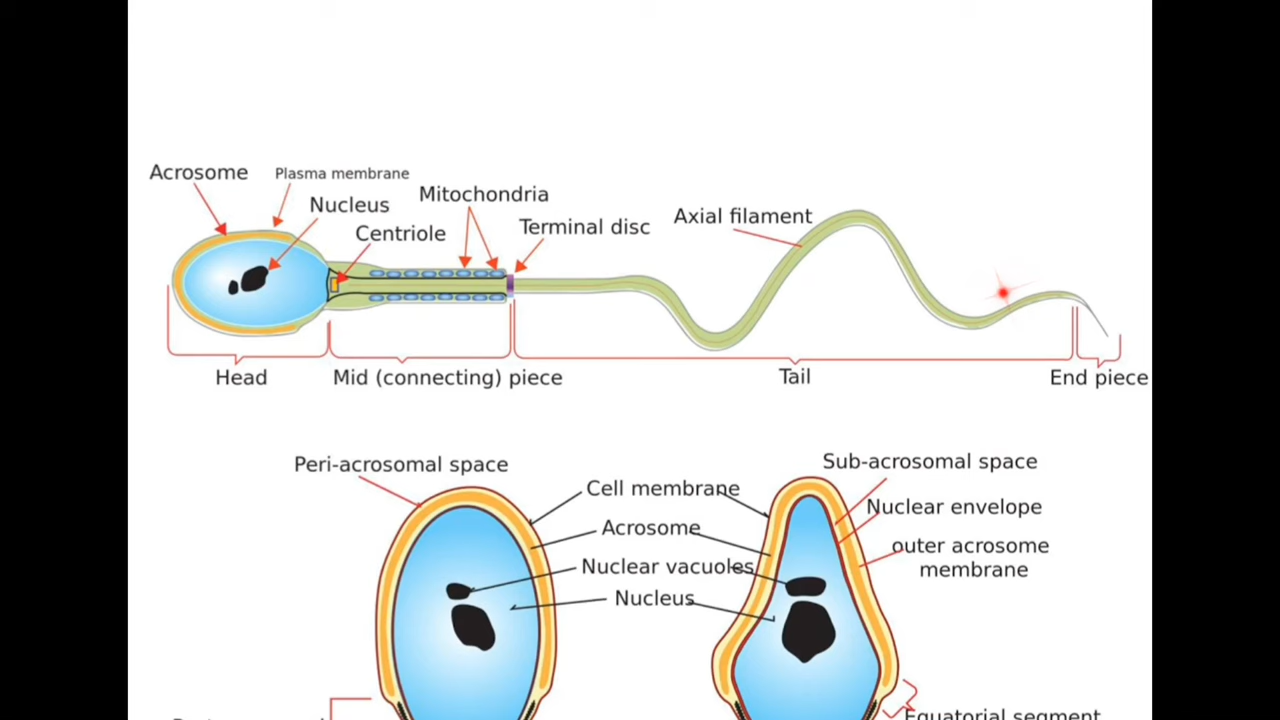 Acrosome
Plasma membrane
Nucleus
Centriole
Mitochondria
Terminal disc
Axial filament
Head
Mid (connecting) piece
Tail
End piece
Peri-acrosomal space
Cell membrane
Acrosome
Nuclear vacuoles
Nucleus
Sub-acrosomal space
Nuclear envelope
outer acrosome
membrane
Equatorial segment